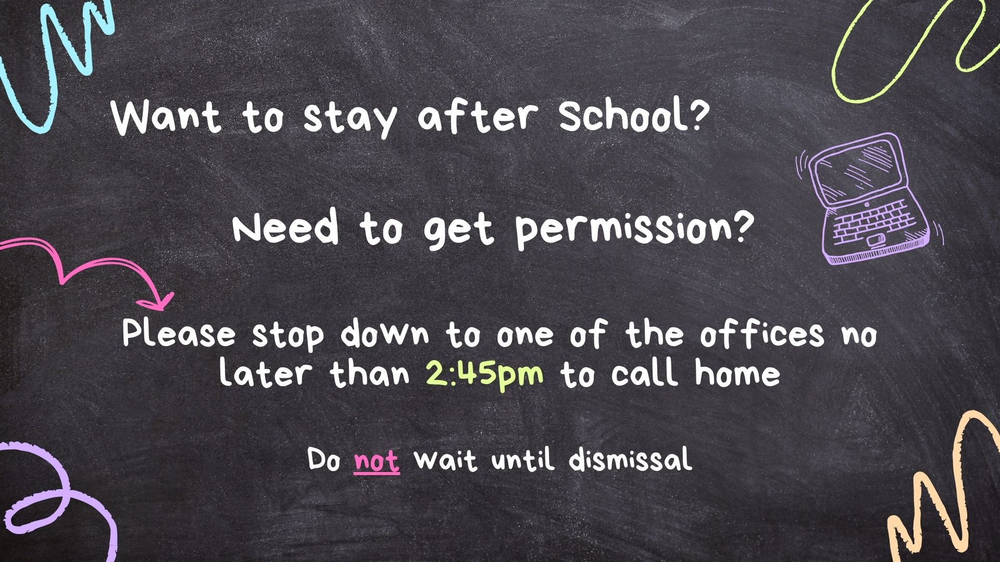 Want to stay after School?
Need to get permission?
Please stop down to one of the offices no
later than 2:45pm to call home
Do not wait until dismissal